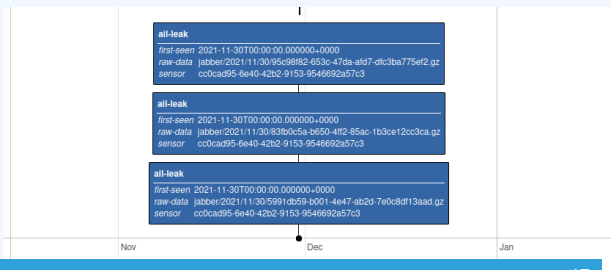 ail-leak
first-seen 2021-11-30T00:00:00.000000+0000
raw-data jabber/2021/11/30/95c98f82-653c-47da-afd7-dfc3ba775ef2.gz
sensor cc0cad95-6e40-42b2-9153-9546692a57c3
ail-leak
first-seen 2021-11-30T00:00:00.000000+0000
raw-data jabber/2021/11/30/83fb0c5a-b650-4ff2-85ac-1b3ce12cc3ca.gz
sensor cc0cad95-6e40-42b2-9153-9546692a57c3
ail-leak
first-seen 2021-11-30T00:00:00.000000+0000
raw-data jabber/2021/11/30/5991db59-b001-4e47-ab2d-7e0c8df13aad.gz
sensor cc0cad95-6e40-42b2-9153-9546692a57c3
Nov Dec Jan